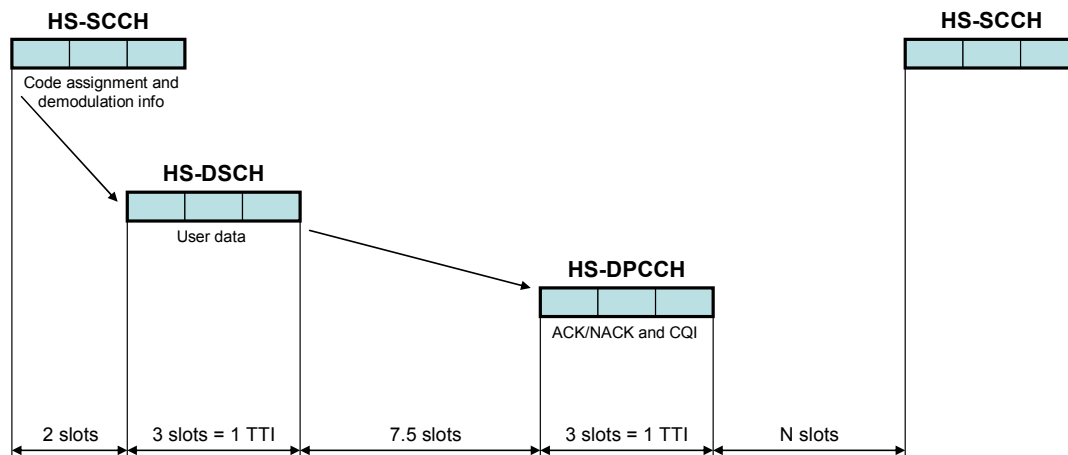 HS-SCCH
HS-SCCH
Code assignment and
demodulation info
HS-DSCH
User data
HS-DPCCH
ACK/NACK and CQI
2 slots
3 slots = 1 TTI
7.5 slots
3 slots = 1 TTI
N slots